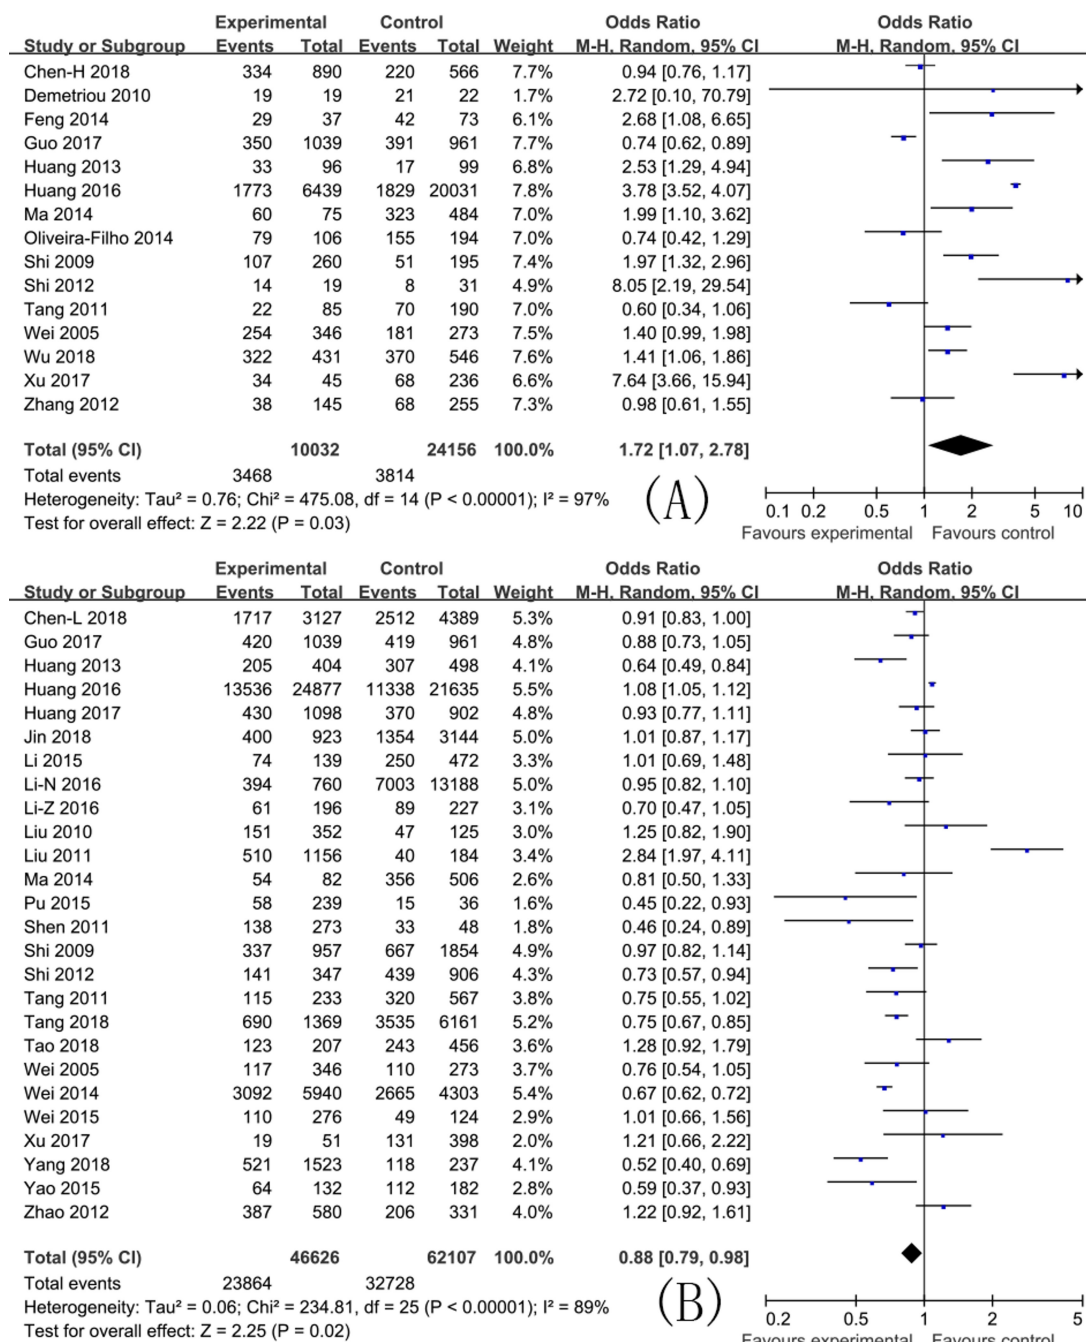 Experimental Control Odds Ratio Odds Ratio
Study or Subgroup Events Total Events Total Weight M-H, Random, 95% CI M-H, Random, 95% CI
Chen-H 2018 334 890 220 566 7.7% 0.94 [0.76, 1.17]
Demetriou 2010 19 19 21 22 1.7% 2.72 [0.10, 70.79]
Feng 2014 29 37 42 73 6.1% 2.68 [1.08, 6.65]
Guo 2017 350 1039 391 961 7.7% 0.74 [0.62, 0.89]
Huang 2013 33 96 17 99 6.8% 2.53 [1.29, 4.94]
Huang 2016 1773 6439 1829 20031 7.8% 3.78 [3.52, 4.07]
Ma 2014 60 75 323 484 7.0% 1.99 [1.10, 3.62]
Oliveira-Filho 2014 79 106 155 194 7.1% 0.74 [0.42, 1.29]
Shi 2009 107 260 51 195 7.4% 1.97 [1.32, 2.96]
Shi 2012 14 19 8 31 4.9% 8.05 [2.19, 29.54]
Tang 2011 22 85 70 190 7.0% 0.60 [0.34, 1.06]
Wei 2005 254 346 181 273 7.5% 1.40 [0.99, 1.98]
Wu 2018 322 431 370 546 7.6% 1.41 [1.06, 1.86]
Xu 2017 34 45 68 236 6.6% 7.64 [3.66, 15.94]
Zhang 2012 38 145 68 255 7.3% 0.98 [0.61, 1.55]
Total (95% CI) 10032 24156 100.0% 1.72 [1.07, 2.78]
Total events 3468 3814
Heterogeneity: Tau² = 0.76; Chi² = 475.08, df = 14 (P < 0.00001); I² = 97%
Test for overall effect: Z = 2.22 (P = 0.03)
(A)
0.1 0.2 0.5 1 2 5 10
Favours experimental Favours control
Experimental Control Odds Ratio Odds Ratio
Study or Subgroup Events Total Events Total Weight M-H, Random, 95% CI M-H, Random, 95% CI
Chen-L 2018 1717 3127 2512 4389 5.3% 0.91 [0.83, 1.00]
Guo 2017 420 1039 419 961 4.8% 0.88 [0.73, 1.05]
Huang 2013 205 404 307 498 4.1% 0.64 [0.49, 0.84]
Huang 2016 13536 24877 11338 21635 5.5% 1.08 [1.05, 1.12]
Huang 2017 430 1098 370 902 4.8% 0.93 [0.77, 1.11]
Jin 2018 400 923 1354 3144 5.0% 1.01 [0.87, 1.17]
Li 2015 74 139 250 472 3.3% 1.01 [0.69, 1.48]
Li-N 2016 394 760 7003 13188 5.0% 0.95 [0.82, 1.10]
Li-Z 2016 61 196 89 227 3.1% 0.70 [0.47, 1.05]
Liu 2010 151 352 47 125 3.0% 1.25 [0.82, 1.90]
Liu 2011 510 1156 40 184 3.4% 2.84 [1.97, 4.11]
Ma 2014 54 82 356 506 2.6% 0.81 [0.50, 1.33]
Pu 2015 58 239 15 36 1.6% 0.45 [0.22, 0.93]
Shen 2011 138 273 33 48 1.8% 0.46 [0.24, 0.89]
Shi 2009 337 957 667 1854 4.9% 0.97 [0.82, 1.14]
Shi 2012 141 347 439 906 4.3% 0.73 [0.57, 0.94]
Tang 2011 115 233 320 567 3.8% 0.75 [0.55, 1.02]
Tang 2018 690 1369 3535 6161 5.2% 0.75 [0.67, 0.85]
Tao 2018 123 207 243 456 3.6% 1.28 [0.92, 1.79]
Wei 2005 117 346 110 273 3.6% 0.76 [0.54, 1.05]
Wei 2014 3092 5940 2665 4303 5.4% 0.67 [0.62, 0.72]
Wei 2015 110 276 49 124 2.9% 1.01 [0.66, 1.56]
Xu 2017 19 51 131 398 2.0% 1.21 [0.66, 2.22]
Yang 2018 521 1523 118 237 4.1% 0.52 [0.40, 0.69]
Yao 2015 64 132 112 182 2.8% 0.59 [0.37, 0.93]
Zhao 2012 387 580 206 331 4.0% 1.22 [0.92, 1.61]
Total (95% CI) 46626 62107 100.0% 0.88 [0.79, 0.98]
Total events 23864 32728
Heterogeneity: Tau² = 0.06; Chi² = 234.81, df = 25 (P < 0.00001); I² = 89%
Test for overall effect: Z = 2.25 (P = 0.02)
(B)
0.2 0.5 1 2 5
Favours experimental Favours control